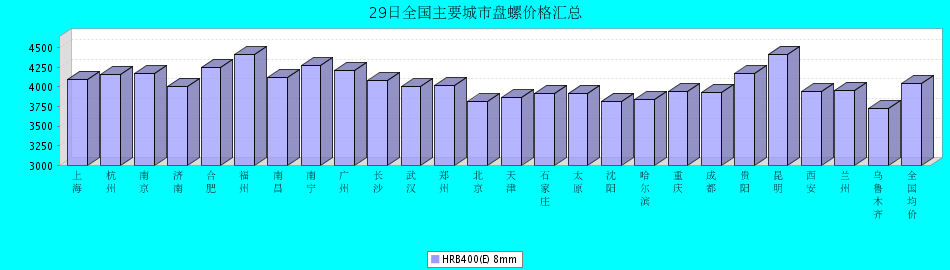 29日全国主要城市盘螺价格汇总
4500
4250
4000
3750
3500
3250
3000
上海
杭州
南京
济南
合肥
福州
南昌
南宁
广州
长沙
武汉
郑州
北京
天津
石家庄
太原
沈阳
哈尔滨
重庆
成都
贵阳
昆明
西安
兰州
乌鲁木齐
全国均价
HRB400(E) 8mm